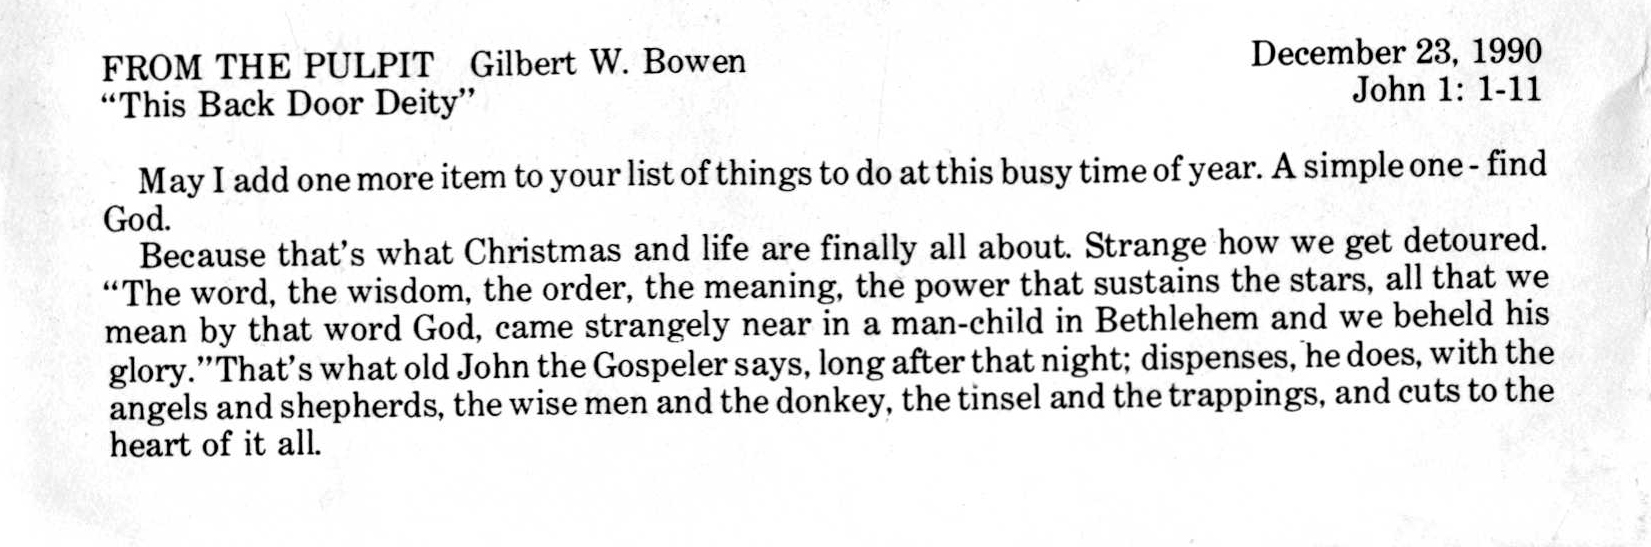 FROM THE PULPIT Gilbert W. Bowen December 23, 1990
"This Back Door Deity" John 1: 1-11
May I add one more item to your list of things to do at this busy time of year. A simple one - find
God.
Because that's what Christmas and life are finally all about. Strange how we get detoured.
"The word, the wisdom, the order, the meaning, the power that sustains the stars, all that we
mean by that word God, came strangely near in a man-child in Bethlehem and we beheld his
glory."That's what old John the Gospeler says, long after that night; dispenses, he does, with the
angels and shepherds, the wise men and the donkey, the tinsel and the trappings, and cuts to the
heart of it all.